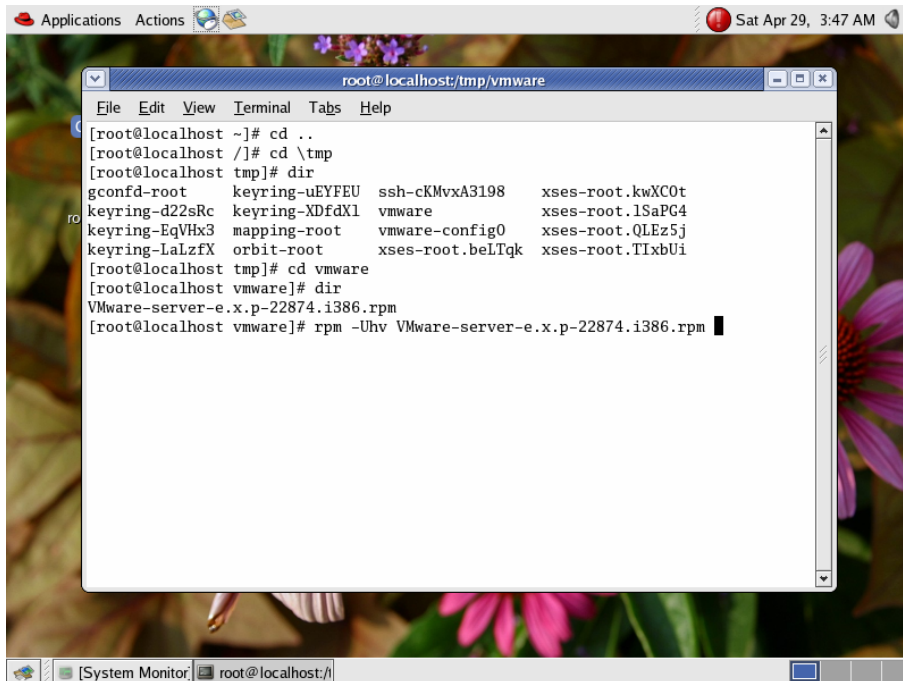 Applications Actions Sat Apr 29, 3:47 AM
root@localhost:/tmp/vmware
File Edit View Terminal Tabs Help
[root@localhost ~]# cd ..
[root@localhost /]# cd \tmp
[root@localhost tmp]# dir
gconfd-root keyring-uEYFEU ssh-cKMvxA3198 xses-root.kwXCOt
keyring-d22sRc keyring-XDfdXl vmware xses-root.lSaPG4
keyring-EqVHx3 mapping-root vmware-config0 xses-root.QLEz5j
keyring-LaLzfX orbit-root xses-root.beLTqk xses-root.TIxbUi
[root@localhost tmp]# cd vmware
[root@localhost vmware]# dir
VMware-server-e.x.p-22874.i386.rpm
[root@localhost vmware]# rpm -Uhv VMware-server-e.x.p-22874.i386.rpm
[System Monitor] root@localhost:/t